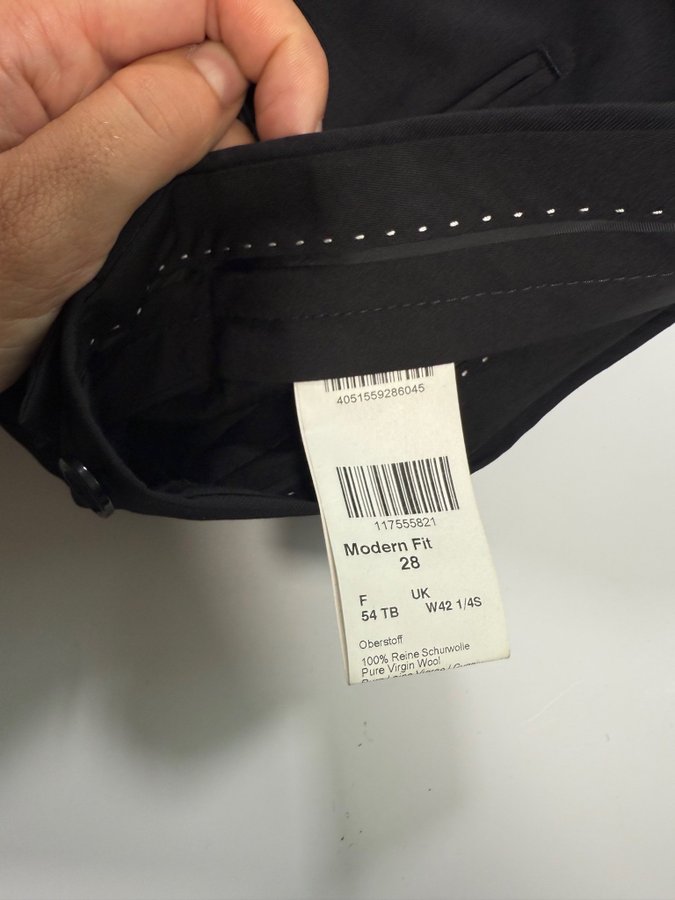 4051559286045
117555821
Modern Fit
28
F UK
54 TB W42 1/4S
Oberstoff
100% Reine Schurwolle
Pure Virgin Wool